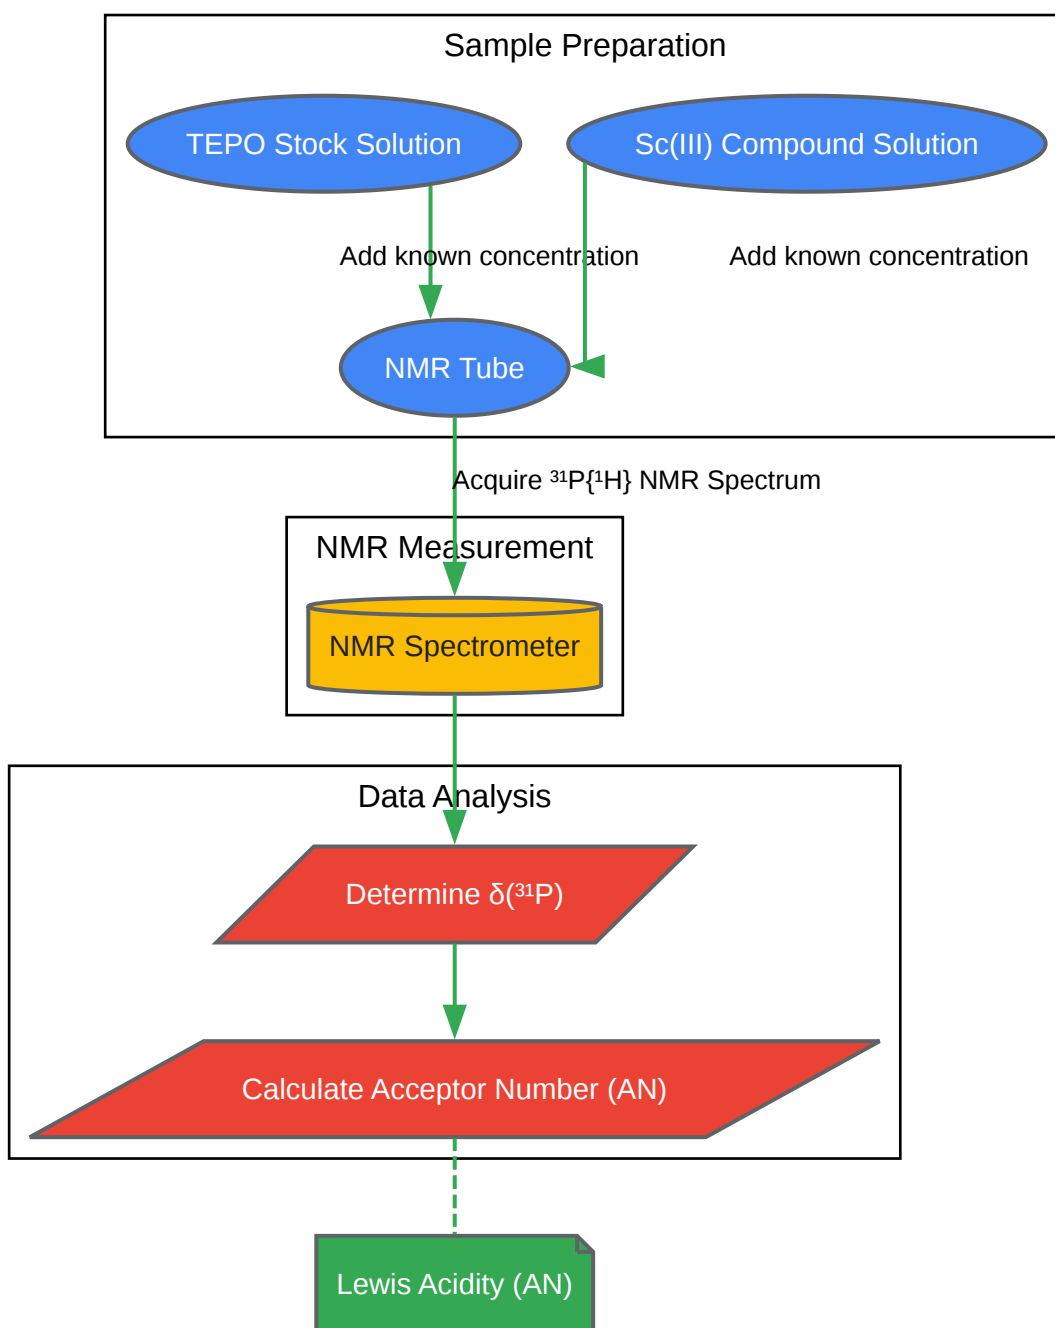 Sample Preparation
TEPO Stock Solution
Sc(III) Compound Solution
Add known concentration
Add known concentration
NMR Tube
Acquire ³¹P{¹H} NMR Spectrum
NMR Measurement
NMR Spectrometer
Data Analysis
Determine δ(³¹P)
Calculate Acceptor Number (AN)
Lewis Acidity (AN)